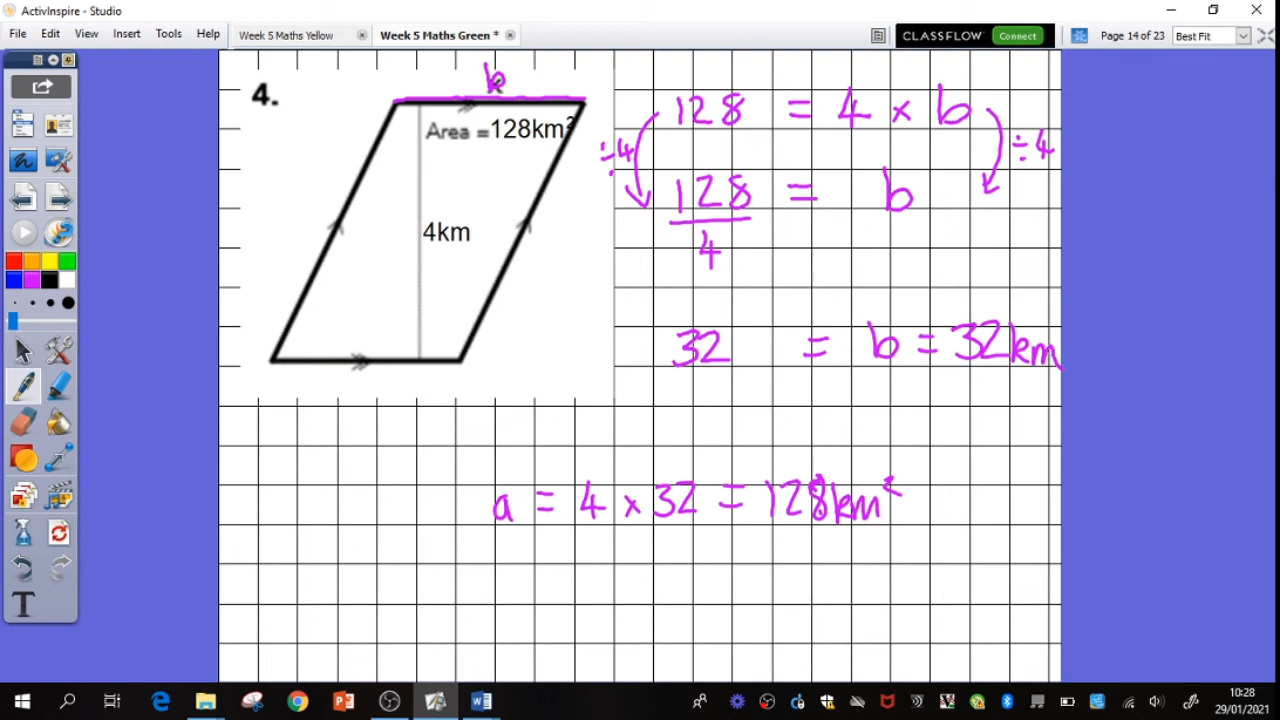 ActivInspire - Studio
File Edit View Insert Tools Help
Week 5 Maths Yellow
Week 5 Maths Green *
CLASSFLOW Connect
Page 14 of 23
Best Fit
4.
b
Area =128km²
4km
128 = 4 × b
÷4 ÷4
128/4 = b
32 = b = 32km
a = 4 × 32 = 128km²
T
10:28
29/01/2021